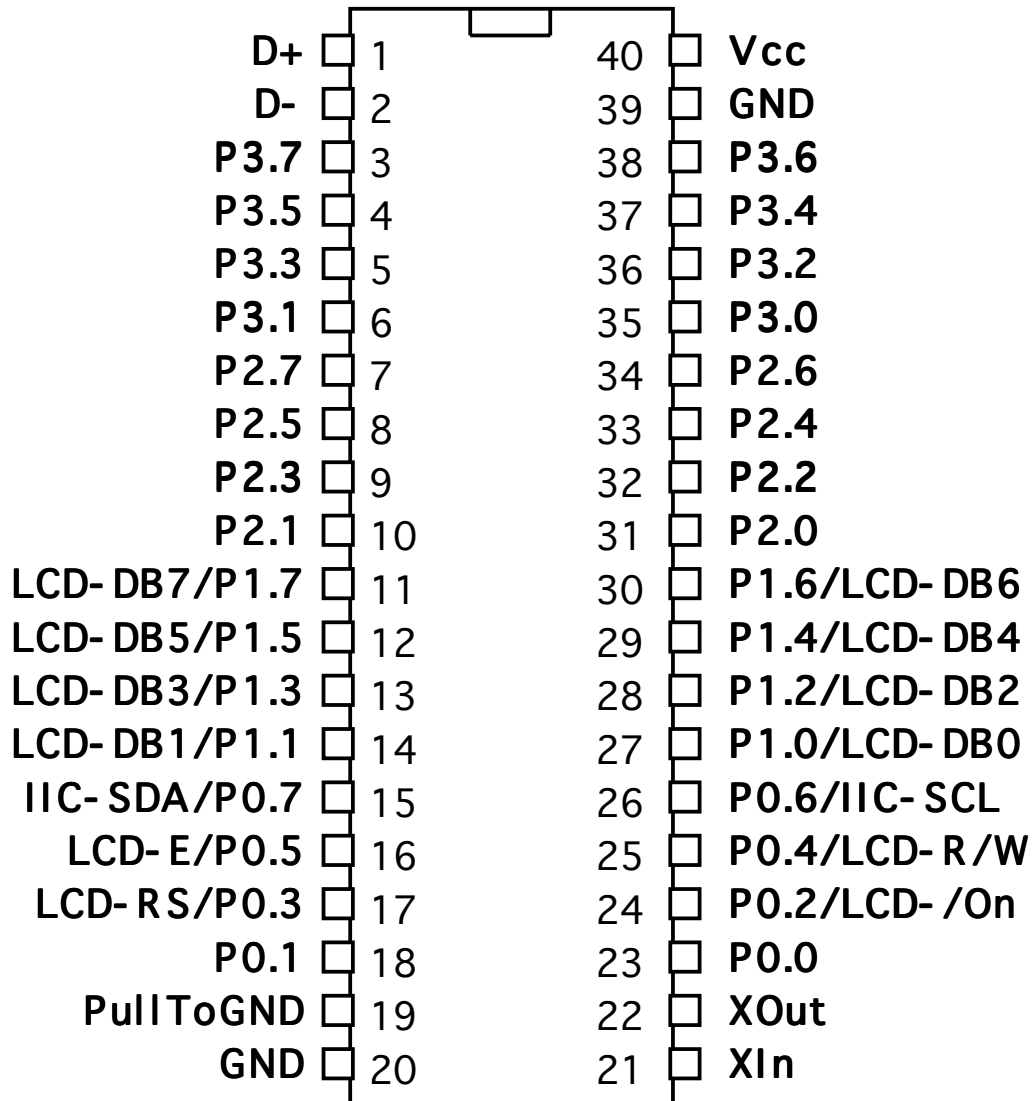 D+ 1 40 Vcc
D- 2 39 GND
P3.7 3 38 P3.6
P3.5 4 37 P3.4
P3.3 5 36 P3.2
P3.1 6 35 P3.0
P2.7 7 34 P2.6
P2.5 8 33 P2.4
P2.3 9 32 P2.2
P2.1 10 31 P2.0
LCD-DB7/P1.7 11 30 P1.6/LCD-DB6
LCD-DB5/P1.5 12 29 P1.4/LCD-DB4
LCD-DB3/P1.3 13 28 P1.2/LCD-DB2
LCD-DB1/P1.1 14 27 P1.0/LCD-DB0
IIC-SDA/P0.7 15 26 P0.6/IIC-SCL
LCD-E/P0.5 16 25 P0.4/LCD-R/W
LCD-RS/P0.3 17 24 P0.2/LCD-/On
P0.1 18 23 P0.0
PullToGND 19 22 XOut
GND 20 21 XIn